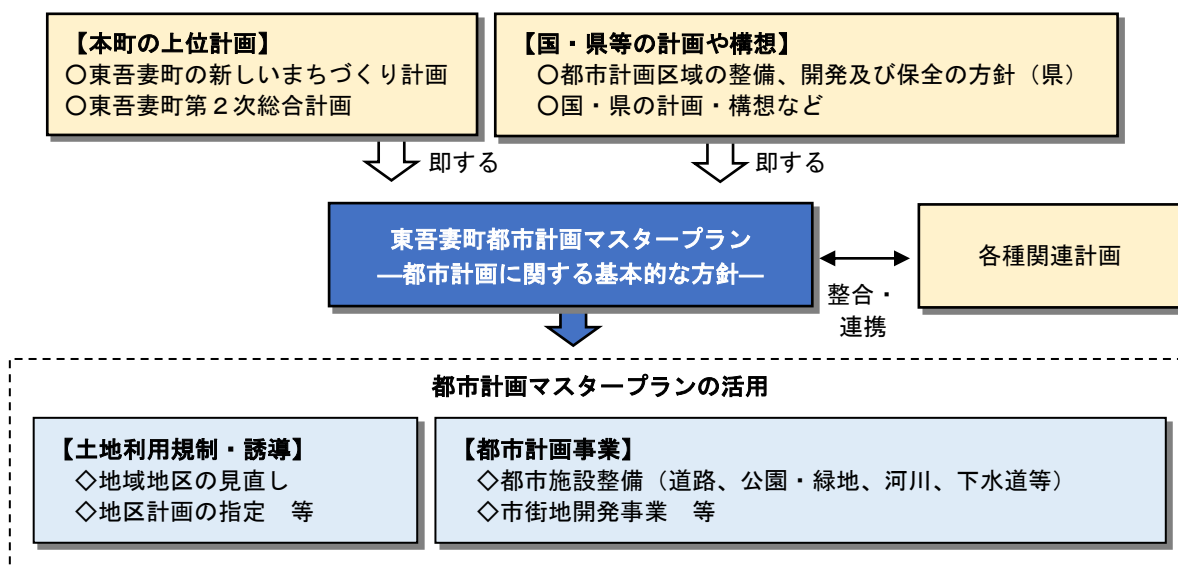 【本町の上位計画】
〇東吾妻町の新しいまちづくり計画
〇東吾妻町第２次総合計画
【国・県等の計画や構想】
〇都市計画区域の整備、開発及び保全の方針（県）
〇国・県の計画・構想など
即する
即する
東吾妻町都市計画マスタープラン
―都市計画に関する基本的な方針―
整合・
連携
各種関連計画
都市計画マスタープランの活用
【土地利用規制・誘導】
◇地域地区の見直し
◇地区計画の指定　等
【都市計画事業】
◇都市施設整備（道路、公園・緑地、河川、下水道等）
◇市街地開発事業　等